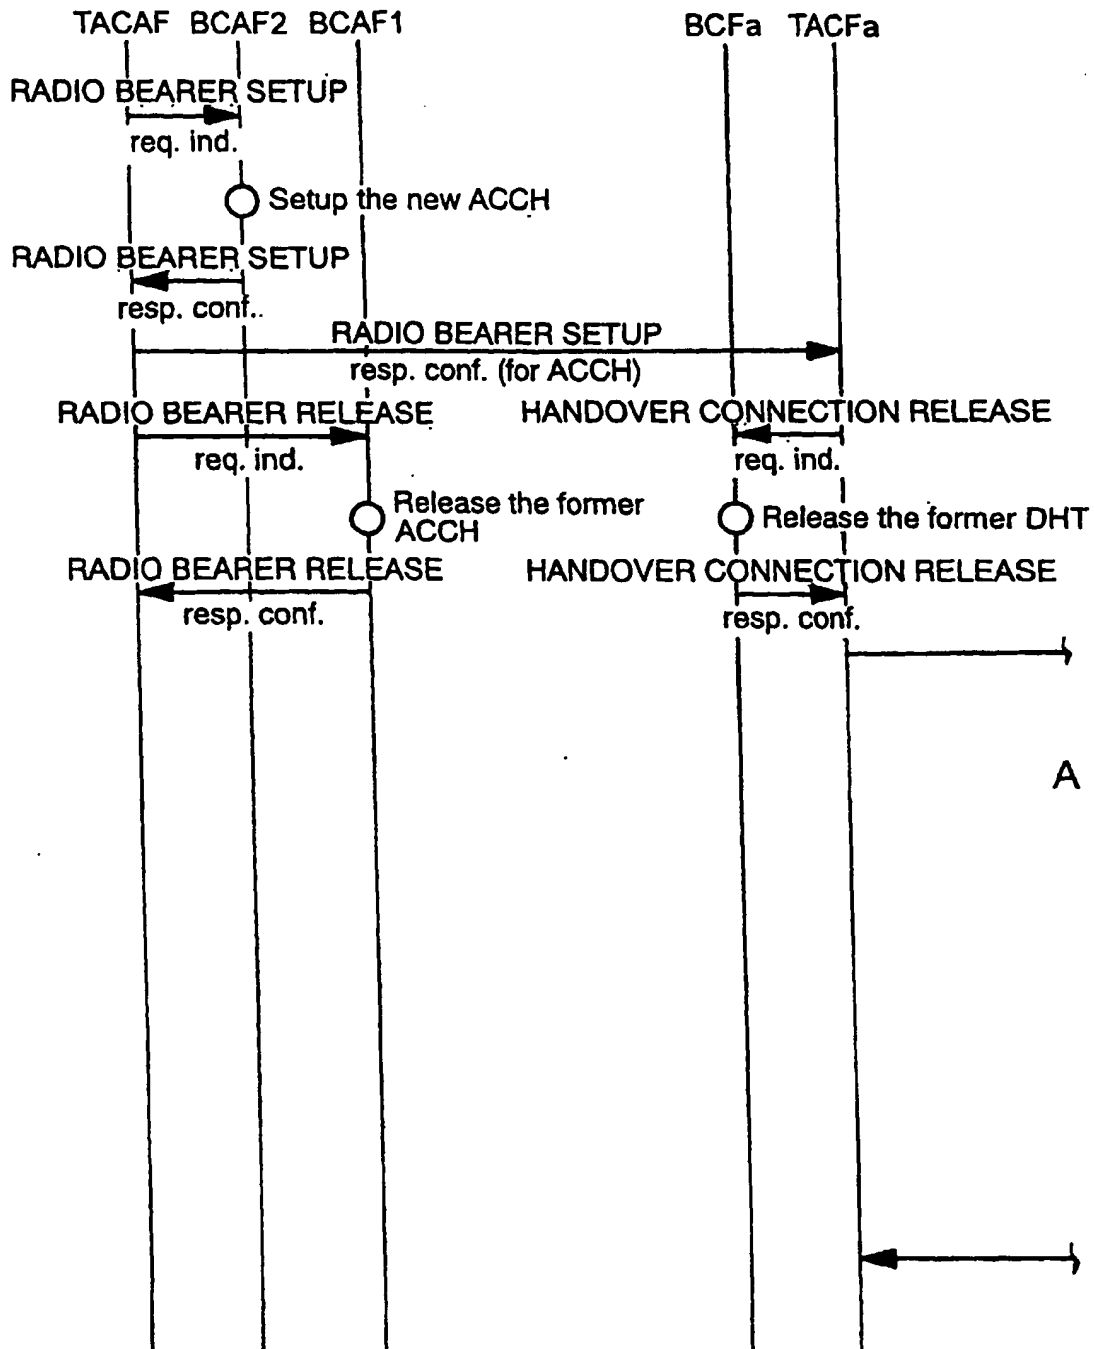 TACAF BCAF2 BCAF1 BCFa TACFa
RADIO BEARER SETUP
req. ind.
Setup the new ACCH
RADIO BEARER SETUP
resp. conf..
RADIO BEARER SETUP
resp. conf. (for ACCH)
RADIO BEARER RELEASE HANDOVER CONNECTION RELEASE
req. ind. req. ind.
Release the former
ACCH
Release the former DHT
RADIO BEARER RELEASE HANDOVER CONNECTION RELEASE
resp. conf. resp. conf.
A